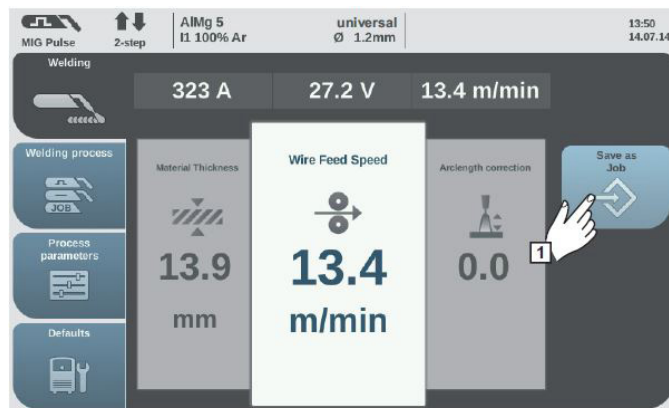 MIG Pulse
2-step
AlMg 5
I1 100% Ar
universal
Ø 1.2mm
13:50
14.07.14
Welding
323 A
27.2 V
13.4 m/min
Welding process
JOB
Process
parameters
Defaults
Material Thickness
13.9
mm
Wire Feed Speed
13.4
m/min
Arclength correction
0.0
Save as
Job
1